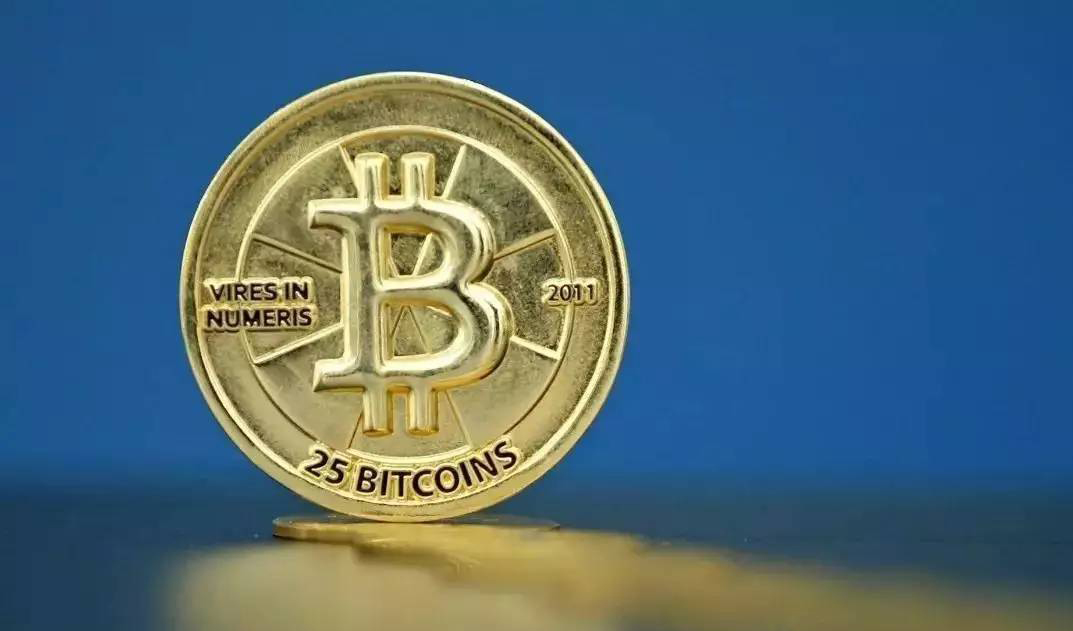 VIRES IN
NUMERIS
2011
25 BITCOINS